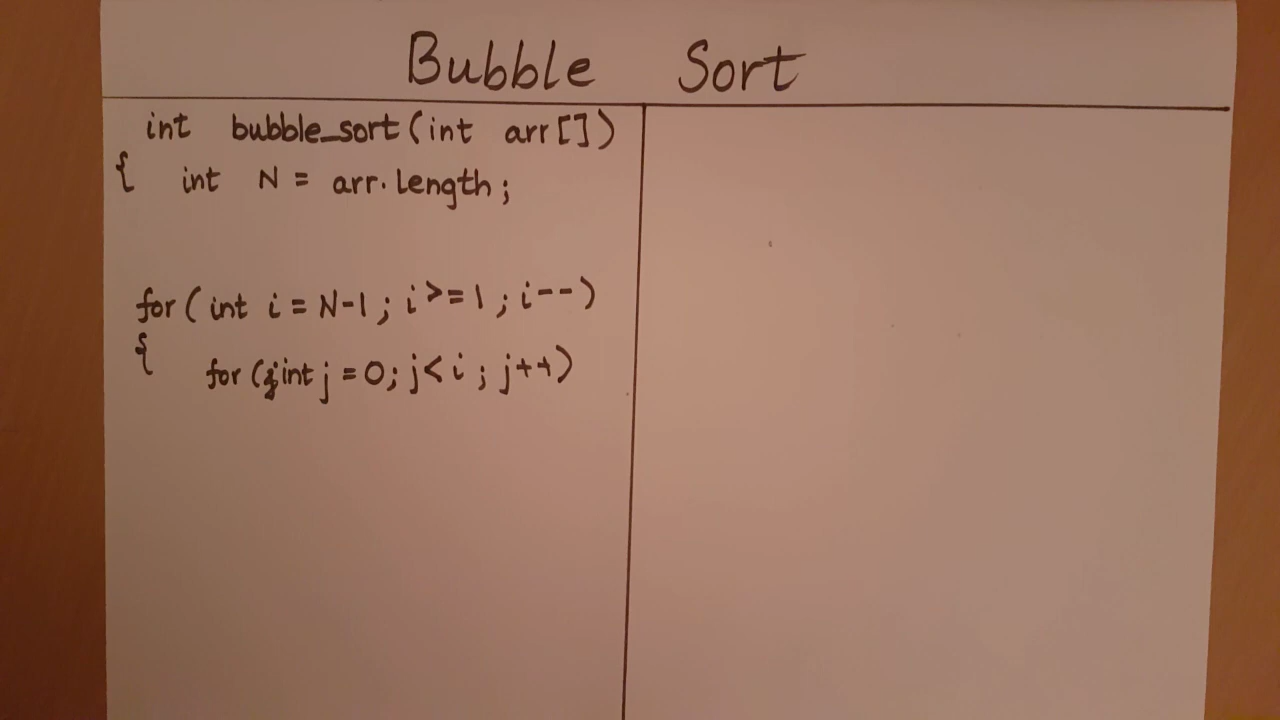 Bubble Sort
int bubble_sort(int arr[])
{ int N = arr.length;
for( int i = N-1 ; i>=1 ; i--)
{ for (int j = 0; j< i ; j++)